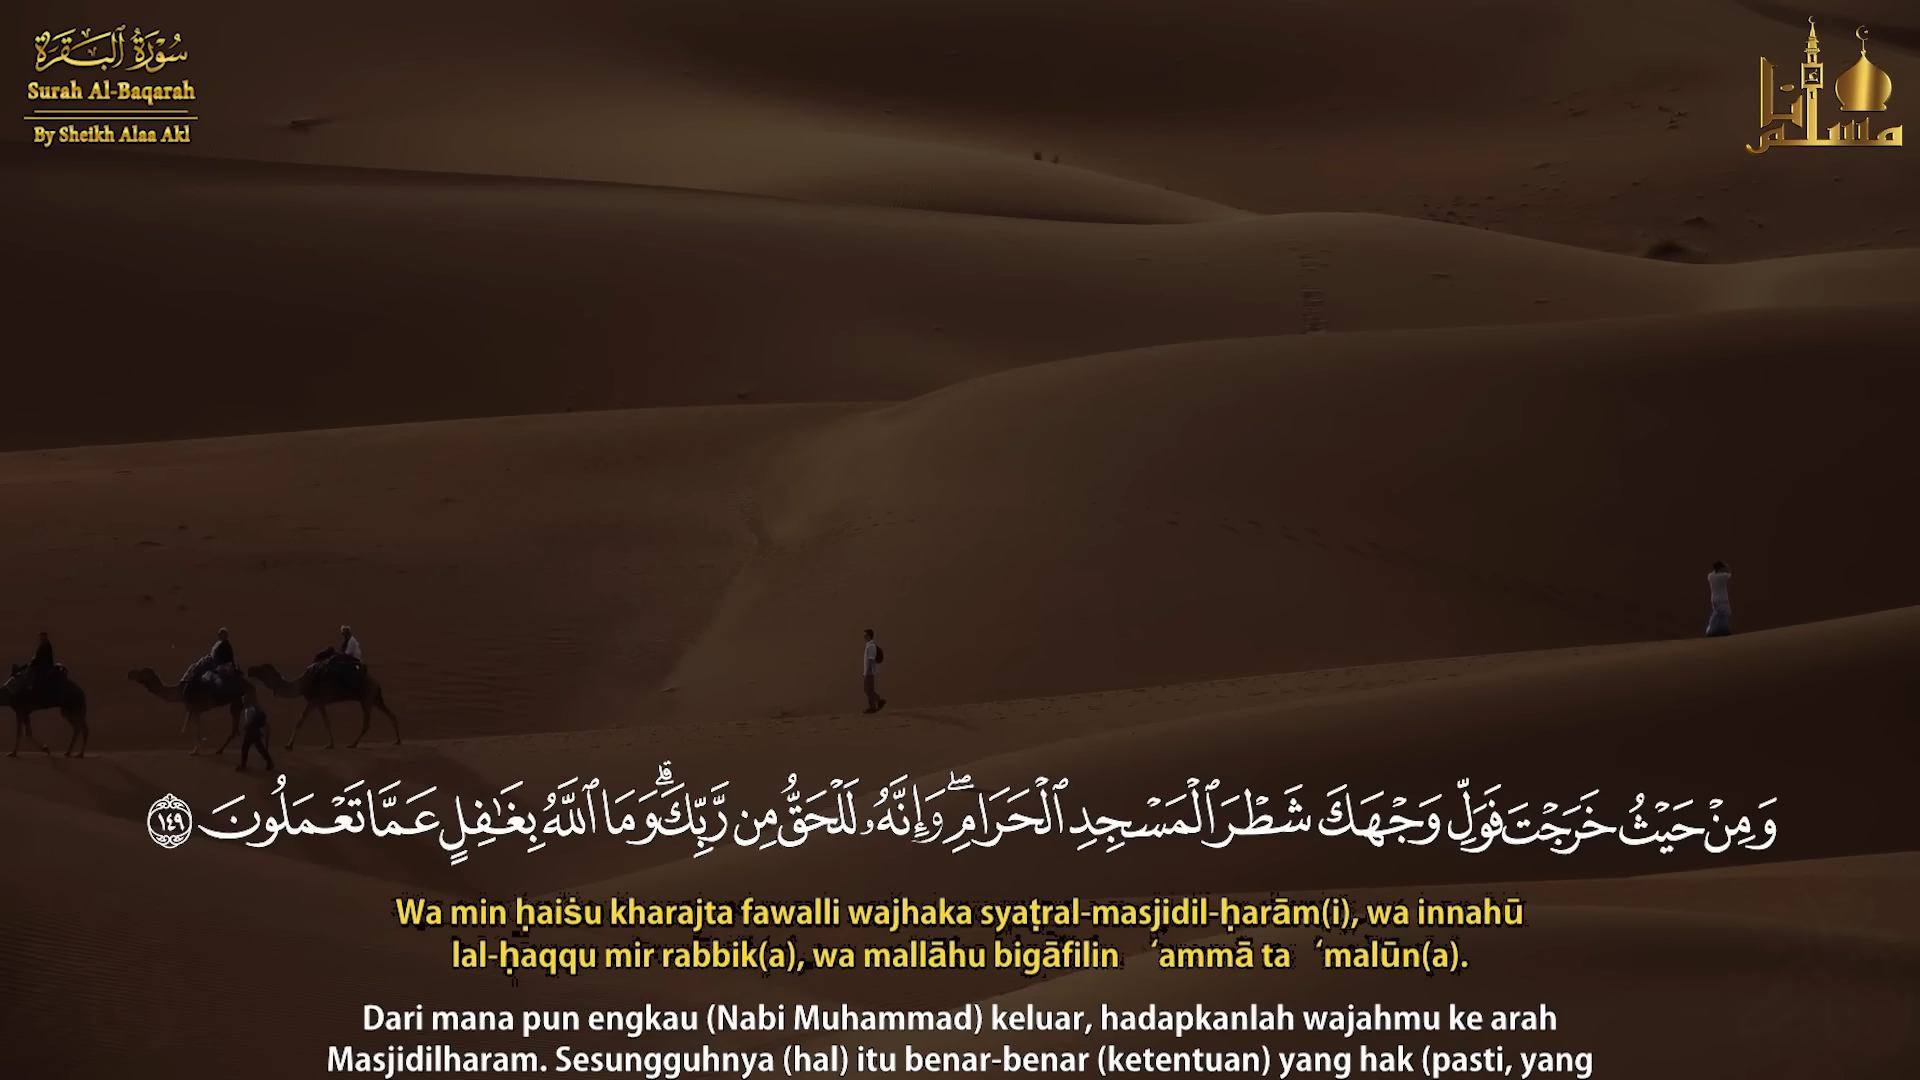 سُورَةُ ٱلْبَقَرَةِ
Surah Al-Baqarah
By Sheikh Alaa Akl
أنا
مسلم
وَمِنْ حَيْثُ خَرَجْتَ فَوَلِّ وَجْهَكَ شَطْرَ ٱلْمَسْجِدِ ٱلْحَرَامِۖ وَإِنَّهُۥ لَلْحَقُّ مِن رَّبِّكَۗ وَمَا ٱللَّهُ بِغَٰفِلٍ عَمَّا تَعْمَلُونَ ١٤٩
Wa min ḥaiṡu kharajta fawalli wajhaka syaṭral-masjidil-ḥarām(i), wa innahū
lal-ḥaqqu mir rabbik(a), wa mallāhu bigāfilin ‘ammā ta ‘malūn(a).
Dari mana pun engkau (Nabi Muhammad) keluar, hadapkanlah wajahmu ke arah
Masjidilharam. Sesungguhnya (hal) itu benar-benar (ketentuan) yang hak (pasti, yang